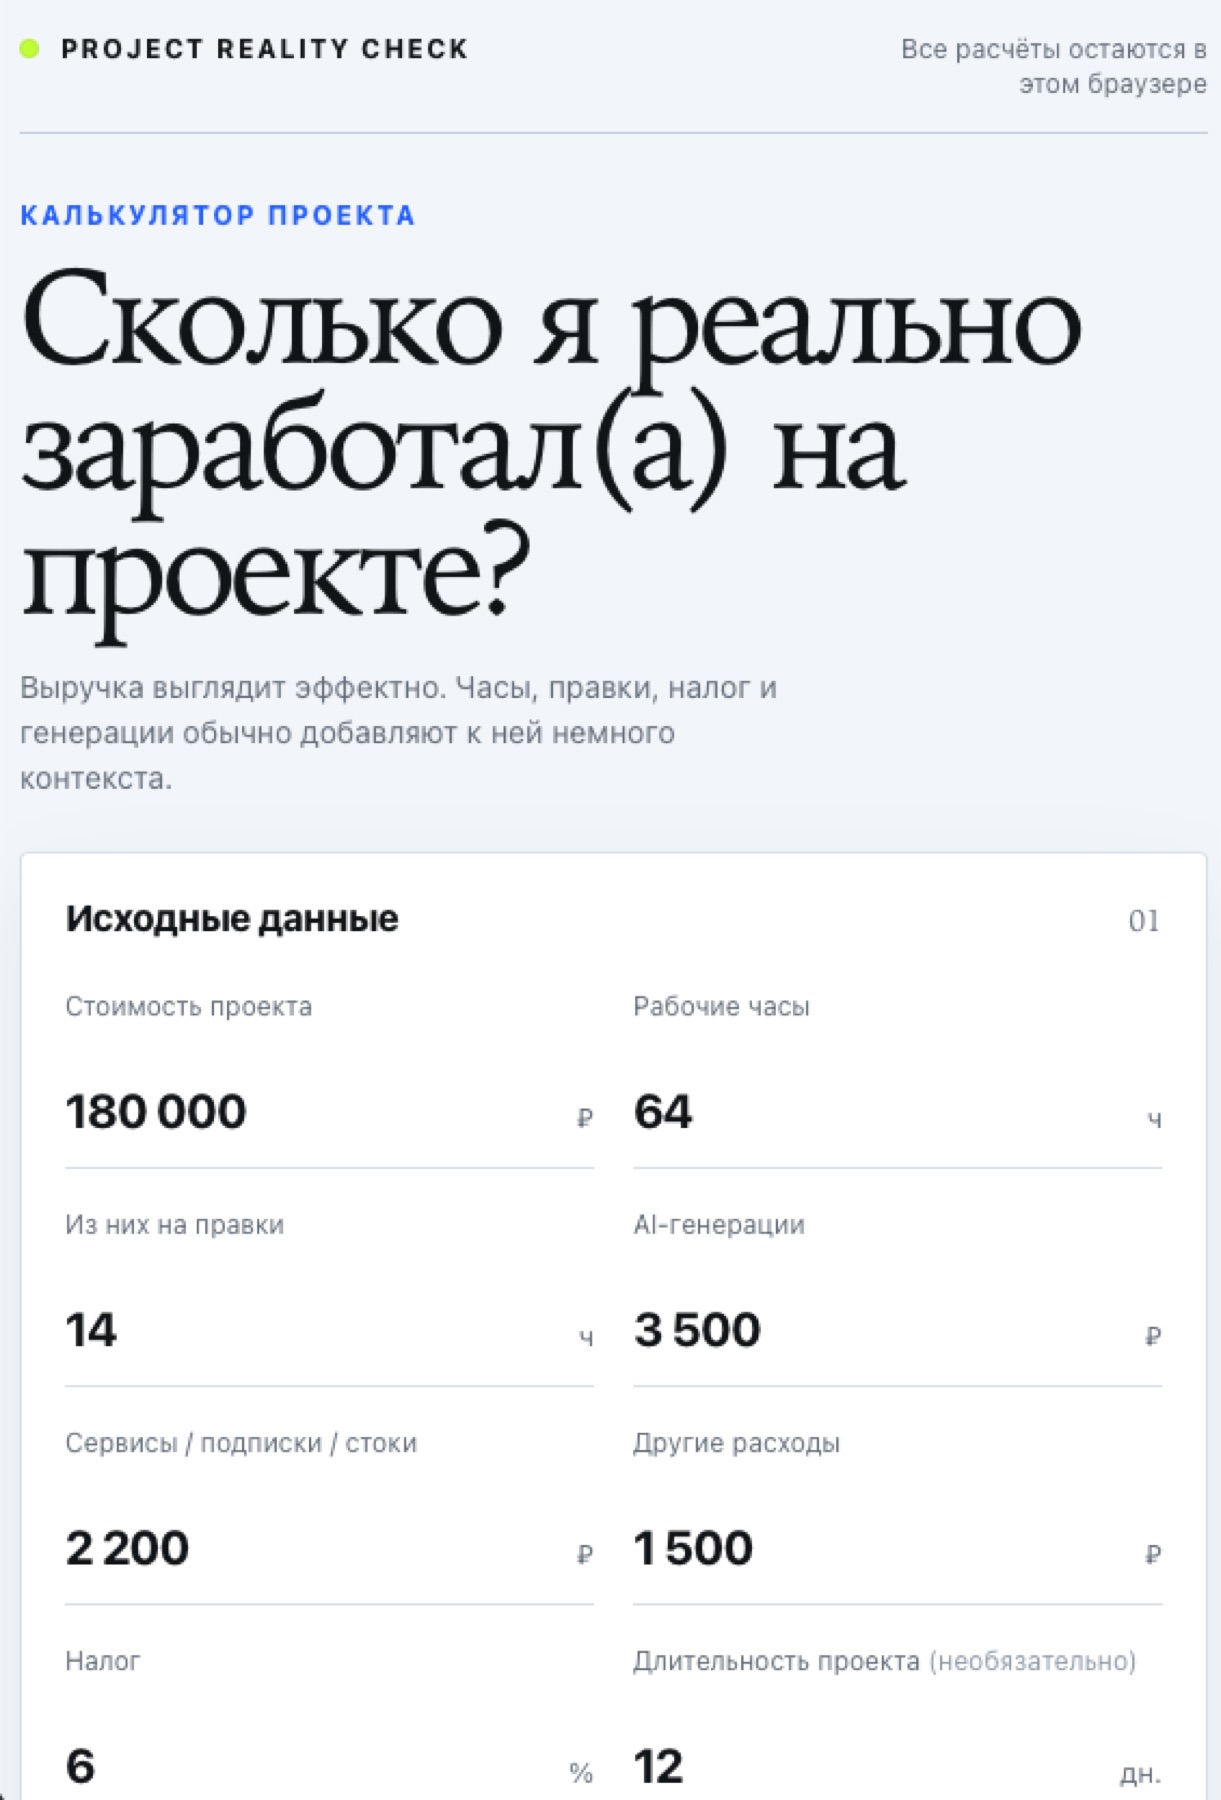 PROJECT REALITY CHECK
Все расчёты остаются в
этом браузере
КАЛЬКУЛЯТОР ПРОЕКТА
Сколько я реально
заработал(а) на
проекте?
Выручка выглядит эффектно. Часы, правки, налог и
генерации обычно добавляют к ней немного
контекста.
Исходные данные 01
Стоимость проекта Рабочие часы
180 000 ₽ 64 ч
Из них на правки AI-генерации
14 ч 3 500 ₽
Сервисы / подписки / стоки Другие расходы
2 200 ₽ 1 500 ₽
Налог Длительность проекта (необязательно)
6 % 12 дн.